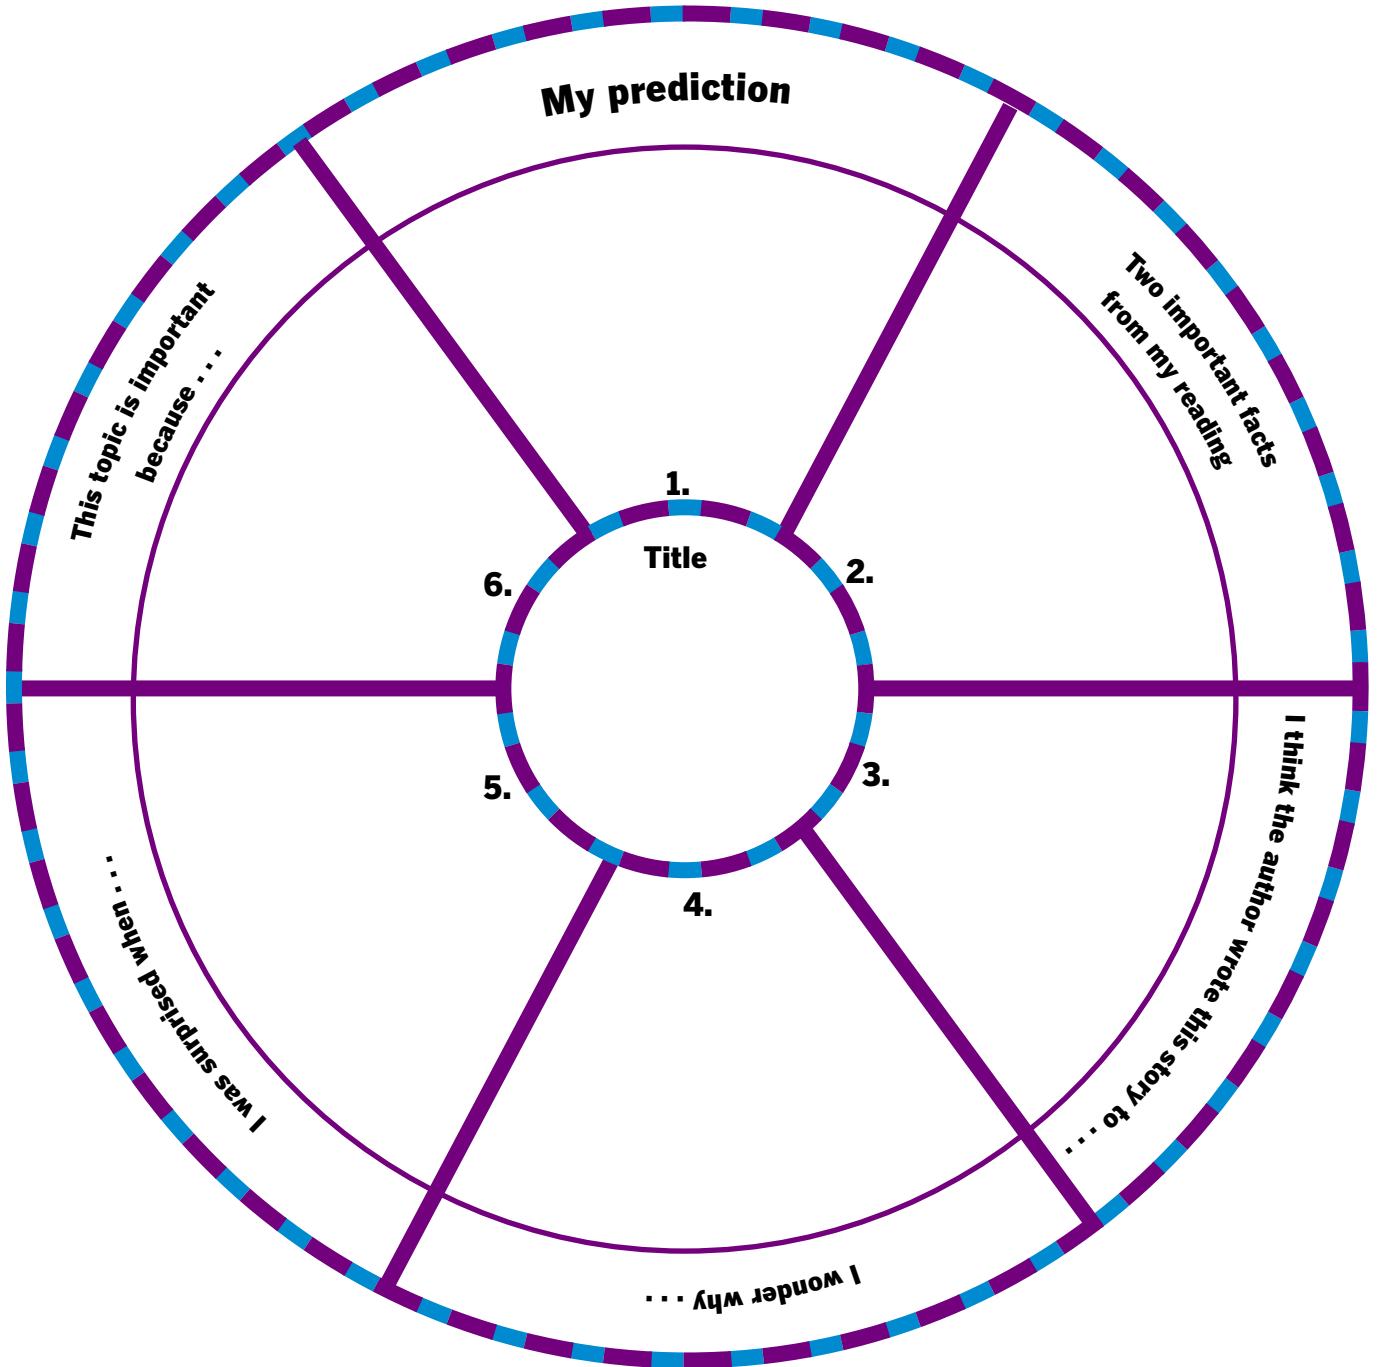 Title
1.
My prediction
2.
Two important facts
from my reading
3.
I think the author wrote this story to . . .
4.
I wonder why . . .
5.
I was surprised when . . .
6.
This topic is important
because . . .